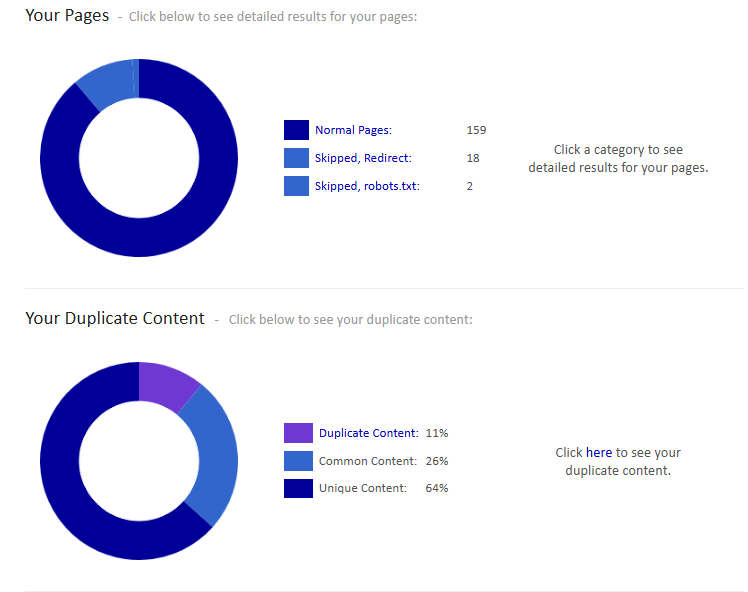 Your Pages - Click below to see detailed results for your pages:
Normal Pages: 159
Skipped, Redirect: 18
Skipped, robots.txt: 2
Click a category to see
detailed results for your pages.
Your Duplicate Content - Click below to see your duplicate content:
Duplicate Content: 11%
Common Content: 26%
Unique Content: 64%
Click here to see your
duplicate content.